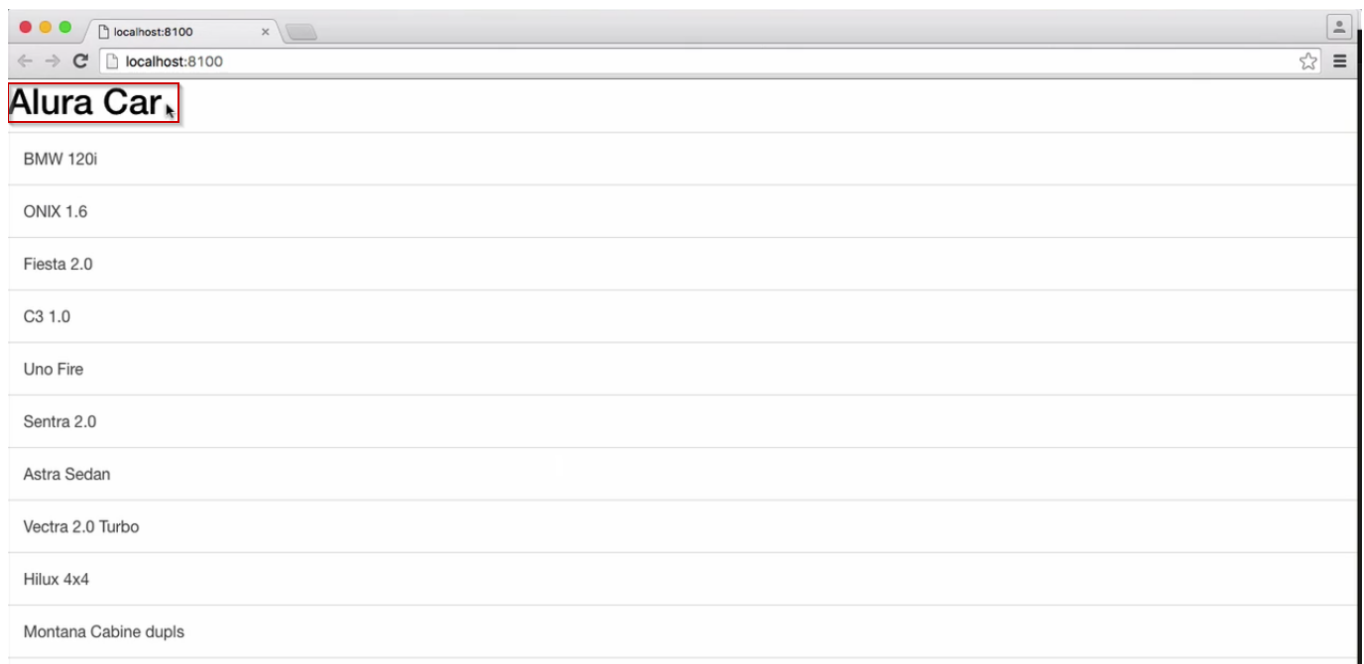 localhost:8100
localhost:8100
Alura Car
BMW 120i
ONIX 1.6
Fiesta 2.0
C3 1.0
Uno Fire
Sentra 2.0
Astra Sedan
Vectra 2.0 Turbo
Hilux 4x4
Montana Cabine dupls